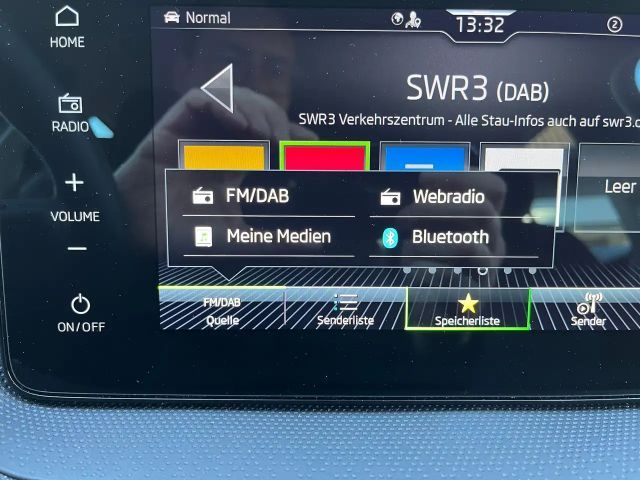 HOME
Normal
13:32
2
RADIO
SWR3 (DAB)
SWR3 Verkehrszentrum - Alle Stau-Infos auch auf swr3.
VOLUME
FM/DAB
Webradio
Leer
Meine Medien
Bluetooth
ON/OFF
FM/DAB
Quelle
Senderliste
Speicherliste
Sender